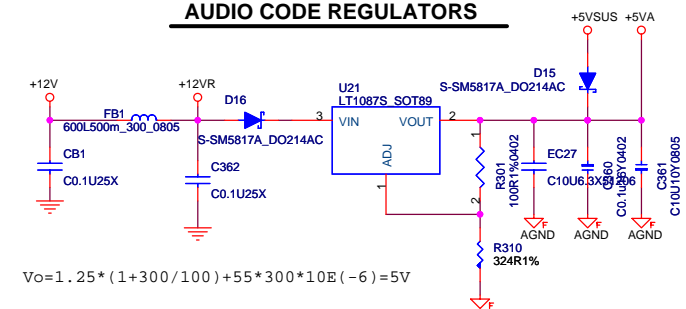 AUDIO CODE REGULATORS
+5VSUS +5VA
+12V
+12VR
D16
S-SM5817A_DO214AC
U21
LT1087S_SOT89
D15
S-SM5817A_DO214AC
FB1
600L500m_300_0805
3
VIN
VOUT
2
ADJ
1
CB1
C0.1U25X
C362
C0.1U25X
1
R301
100R1%0402
2
EC27
C10U6.3X51206
C360
C0.1U16Y0402
C361
C10U10Y0805
AGND
AGND
AGND
F
F
F
R310
324R1%
F
Vo=1.25*(1+300/100)+55*300*10E(-6)=5V